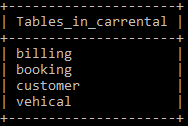 +---------------------+
| Tables_in_carrental |
+---------------------+
| billing             |
| booking             |
| customer            |
| vehical             |
+---------------------+